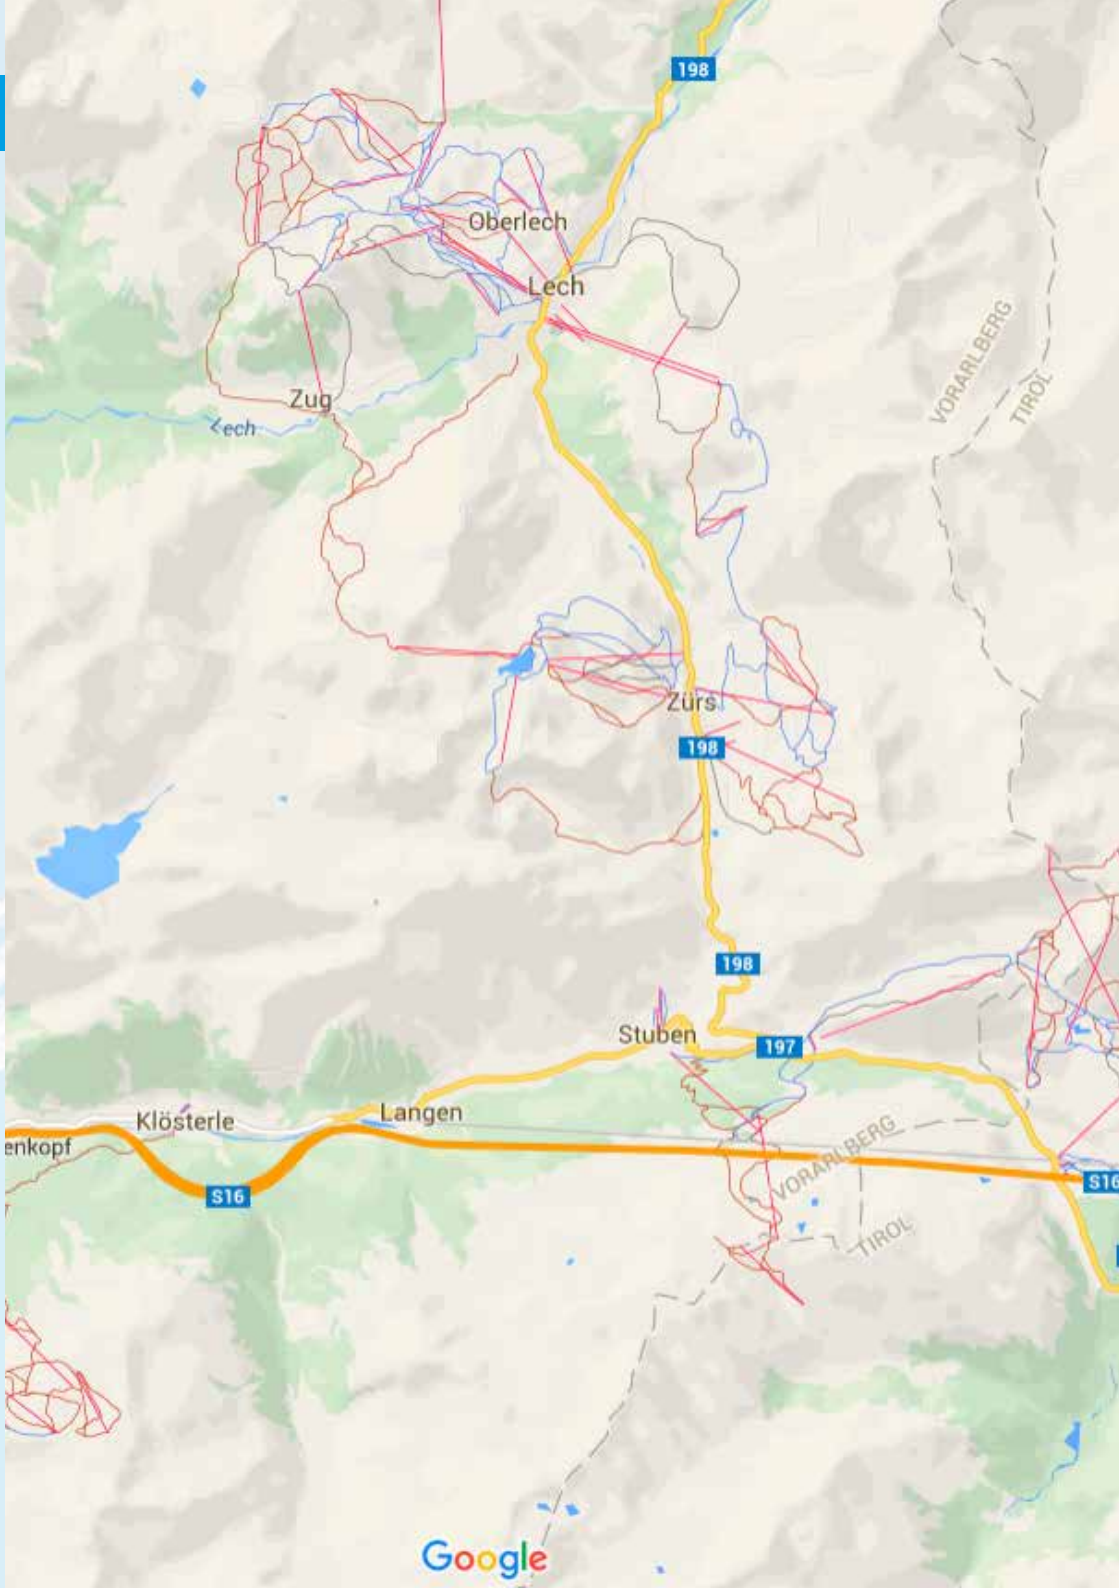 198
Oberlech
Lech
VORARLBERG
TIROL
Zug
Lech
Zürs
198
198
Stuben
197
Klösterle
Langen
enkopf
S16
VORARLBERG
S16
TIROL
Google